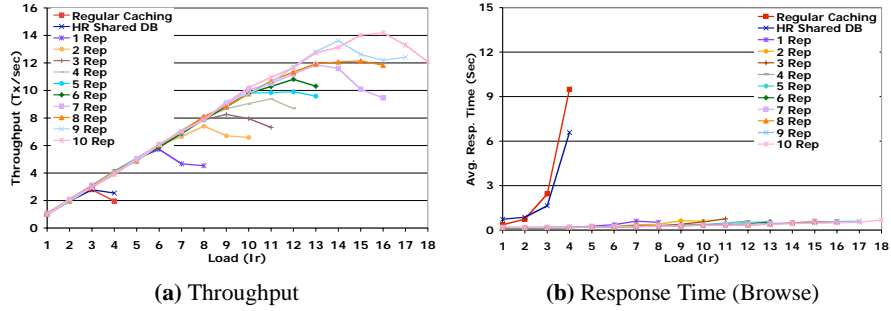 Regular Caching
HR Shared DB
1 Rep
2 Rep
3 Rep
4 Rep
5 Rep
6 Rep
7 Rep
8 Rep
9 Rep
10 Rep
Throughput (Tx/sec)
16
14
12
10
8
6
4
2
0
1 2 3 4 5 6 7 8 9 10 11 12 13 14 15 16 17 18
Load (Ir)
(a) Throughput
Regular Caching
HR Shared DB
1 Rep
2 Rep
3 Rep
4 Rep
5 Rep
6 Rep
7 Rep
8 Rep
9 Rep
10 Rep
Avg. Resp. Time (Sec)
15
12
9
6
3
0
1 2 3 4 5 6 7 8 9 10 11 12 13 14 15 16 17 18
Load (Ir)
(b) Response Time (Browse)